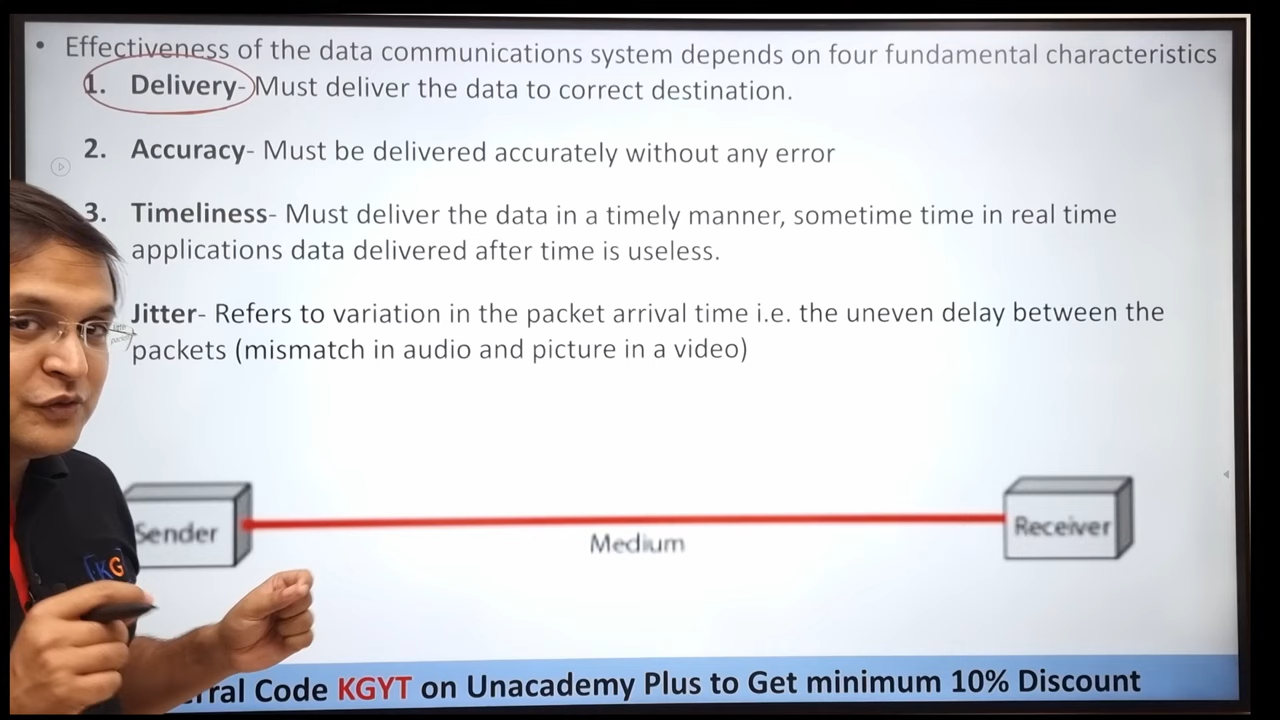 • Effectiveness of the data communications system depends on four fundamental characteristics
1. Delivery- Must deliver the data to correct destination.
2. Accuracy- Must be delivered accurately without any error
3. Timeliness- Must deliver the data in a timely manner, sometime time in real time
applications data delivered after time is useless.
Jitter- Refers to variation in the packet arrival time i.e. the uneven delay between the
packets (mismatch in audio and picture in a video)
Sender
Medium
Receiver
KG
Code KGYT on Unacademy Plus to Get minimum 10% Discount